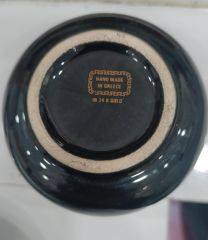 HAND MADE
IN GREECE
IN 24 K GOLD